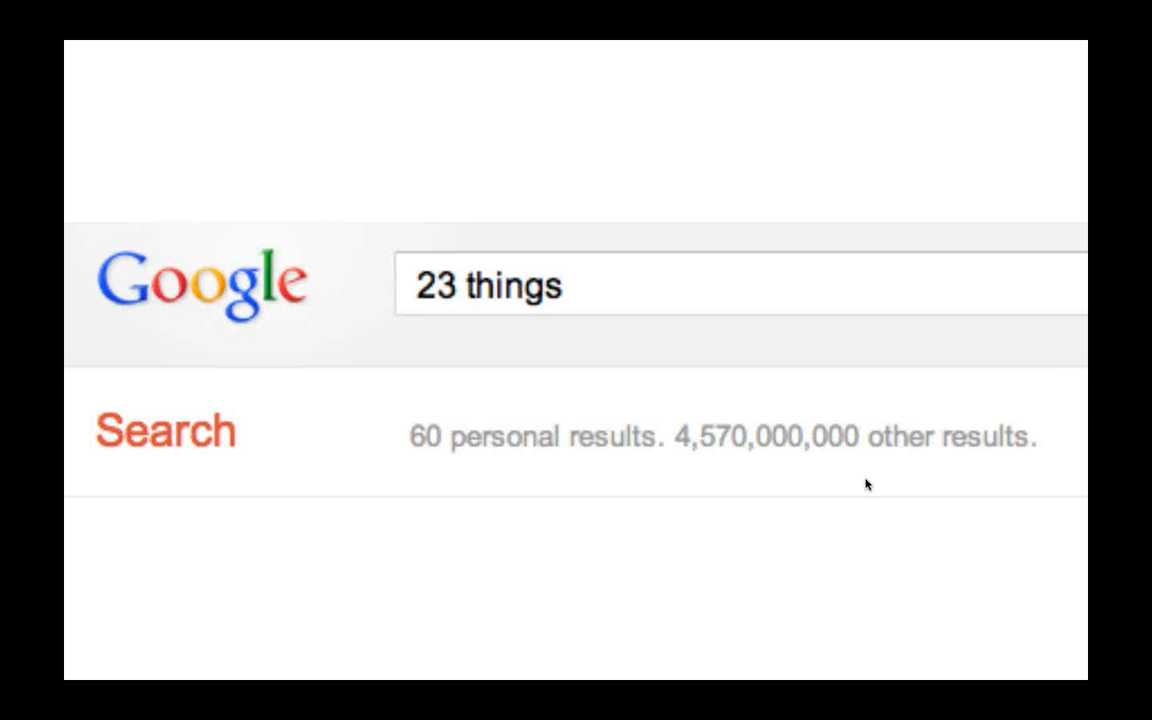 Google 23 things
Search 60 personal results. 4,570,000,000 other results.